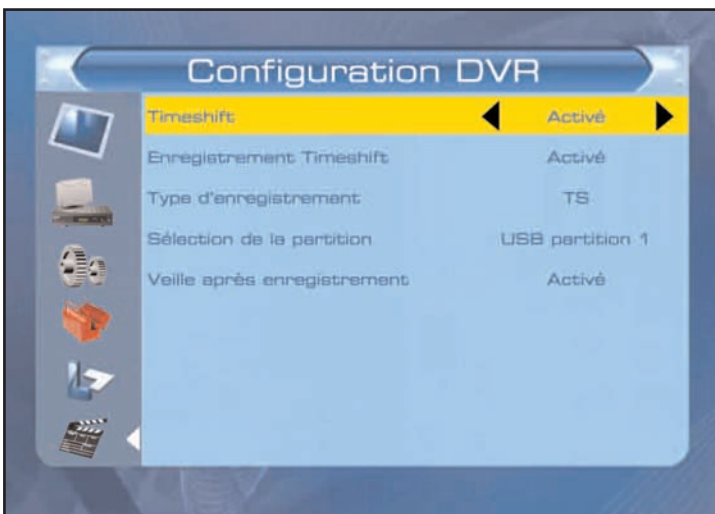 Configuration DVR
Timeshift Activé
Enregistrement Timeshift Activé
Type d'enregistrement TS
Sélection de la partition USB partition 1
Veille après enregistrement Activé